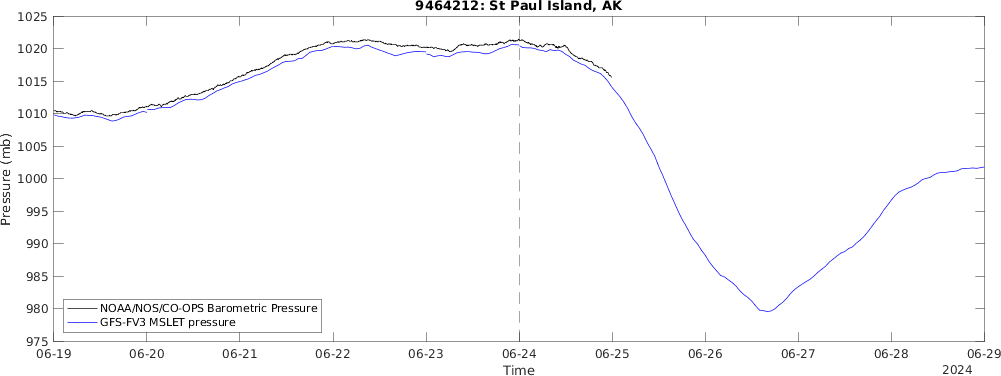 9464212: St Paul Island, AK
Pressure (mb)
1025
1020
1015
1010
1005
1000
995
990
985
980
975
NOAA/NOS/CO-OPS Barometric Pressure
GFS-FV3 MSLET pressure
06-19 06-20 06-21 06-22 06-23 06-24 06-25 06-26 06-27 06-28 06-29
Time
2024